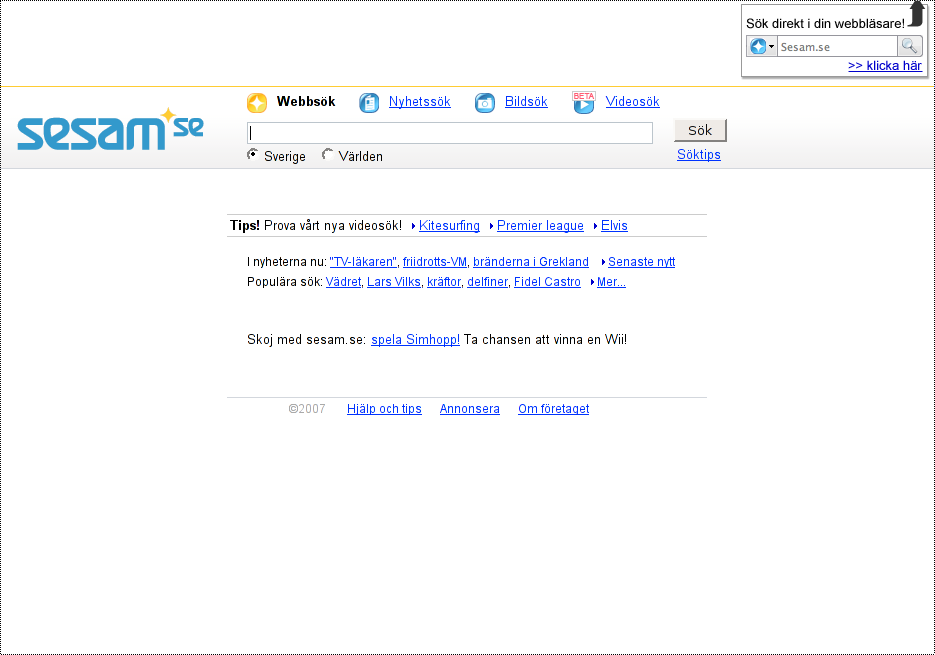 Sök direkt i din webbläsare!
Sesam.se
>> klicka här
Webbsök Nyhetssök Bildsök BETA Videosök
sesam se
Sök
Sverige Världen Söktips
Tips! Prova vårt nya videosök! Kitesurfing Premier league Elvis
I nyheterna nu: "TV-läkaren", friidrotts-VM, bränderna i Grekland Senaste nytt
Populära sök: Vädret, Lars Vilks, kräftor, delfiner, Fidel Castro Mer...
Skoj med sesam.se: spela Simhopp! Ta chansen att vinna en Wii!
©2007 Hjälp och tips Annonsera Om företaget